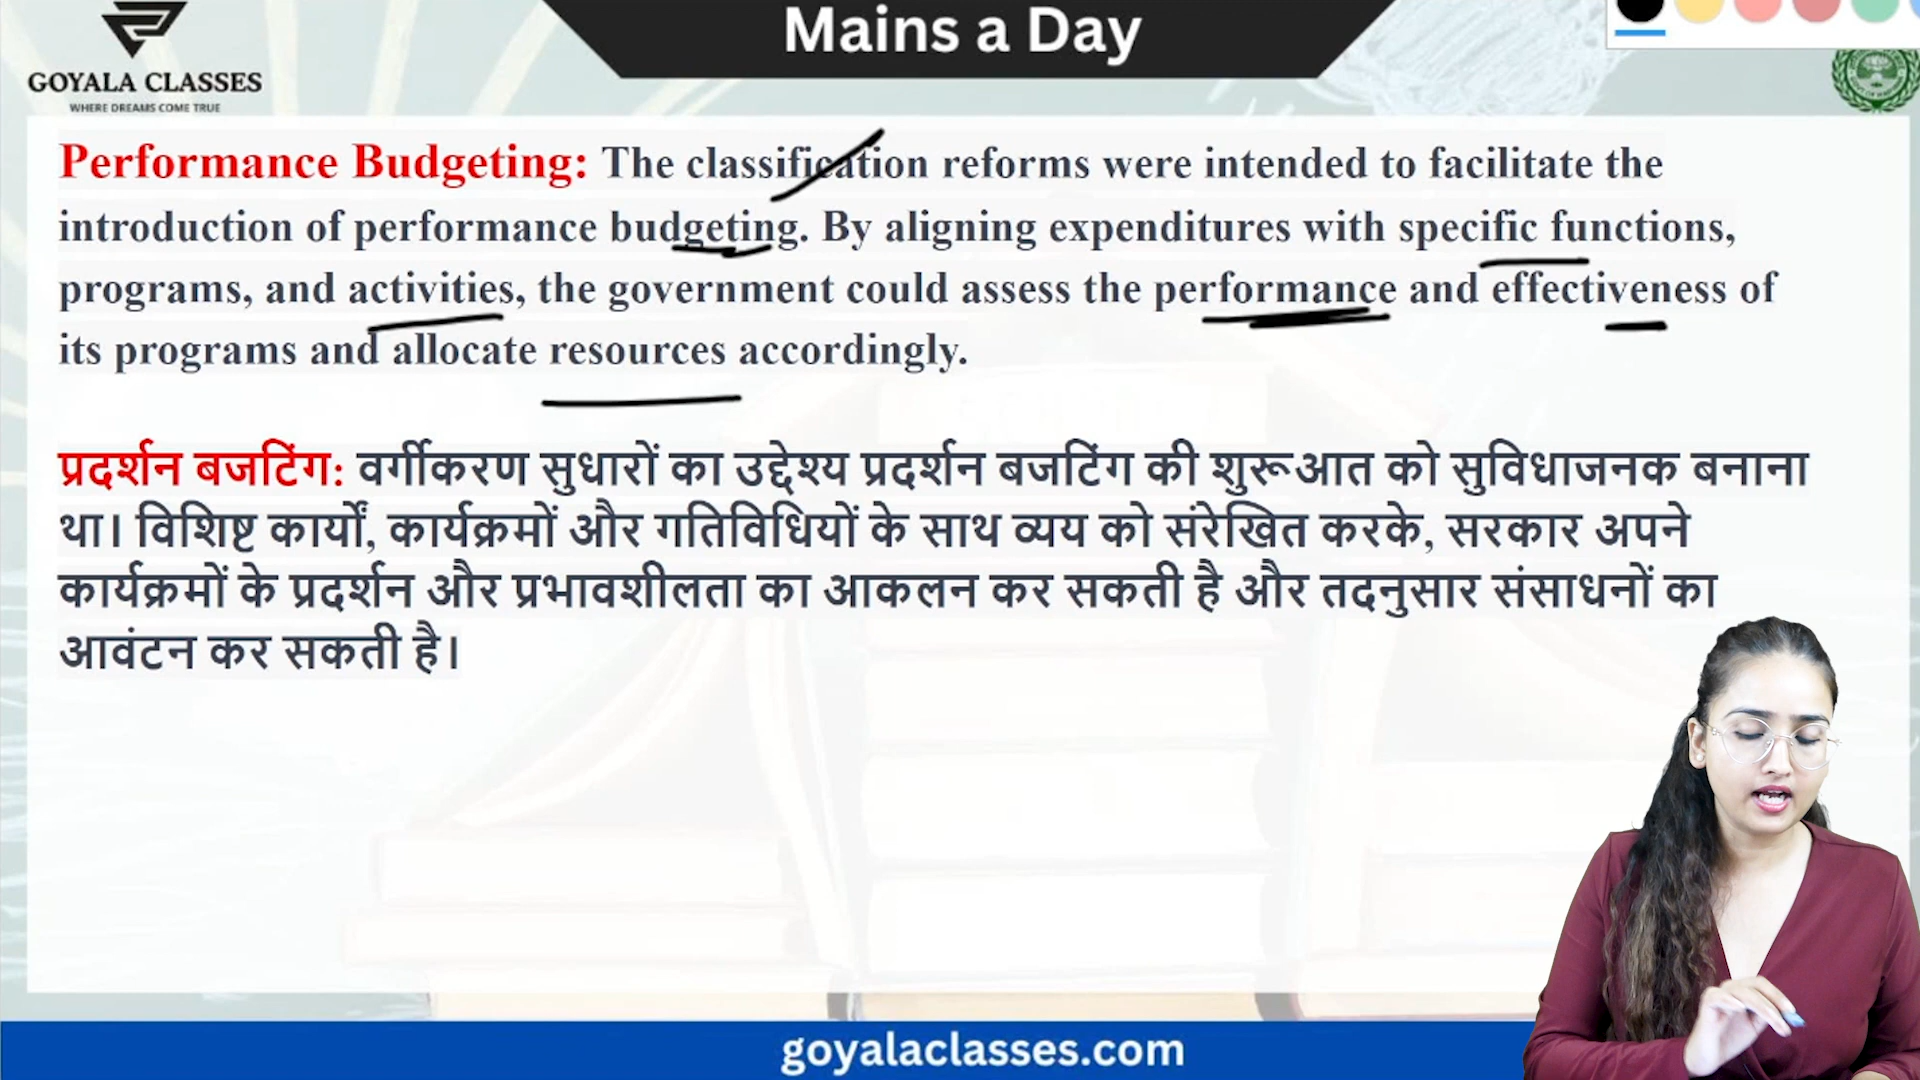 Mains a Day
GOYALA CLASSES
WHERE DREAMS COME TRUE
Performance Budgeting: The classification reforms were intended to facilitate the
introduction of performance budgeting. By aligning expenditures with specific functions,
programs, and activities, the government could assess the performance and effectiveness of
its programs and allocate resources accordingly.
प्रदर्शन बजटिंग: वर्गीकरण सुधारों का उद्देश्य प्रदर्शन बजटिंग की शुरूआत को सुविधाजनक बनाना
था। विशिष्ट कार्यों, कार्यक्रमों और गतिविधियों के साथ व्यय को संरेखित करके, सरकार अपने
कार्यक्रमों के प्रदर्शन और प्रभावशीलता का आकलन कर सकती है और तदनुसार संसाधनों का
आवंटन कर सकती है।
goyalaclasses.com